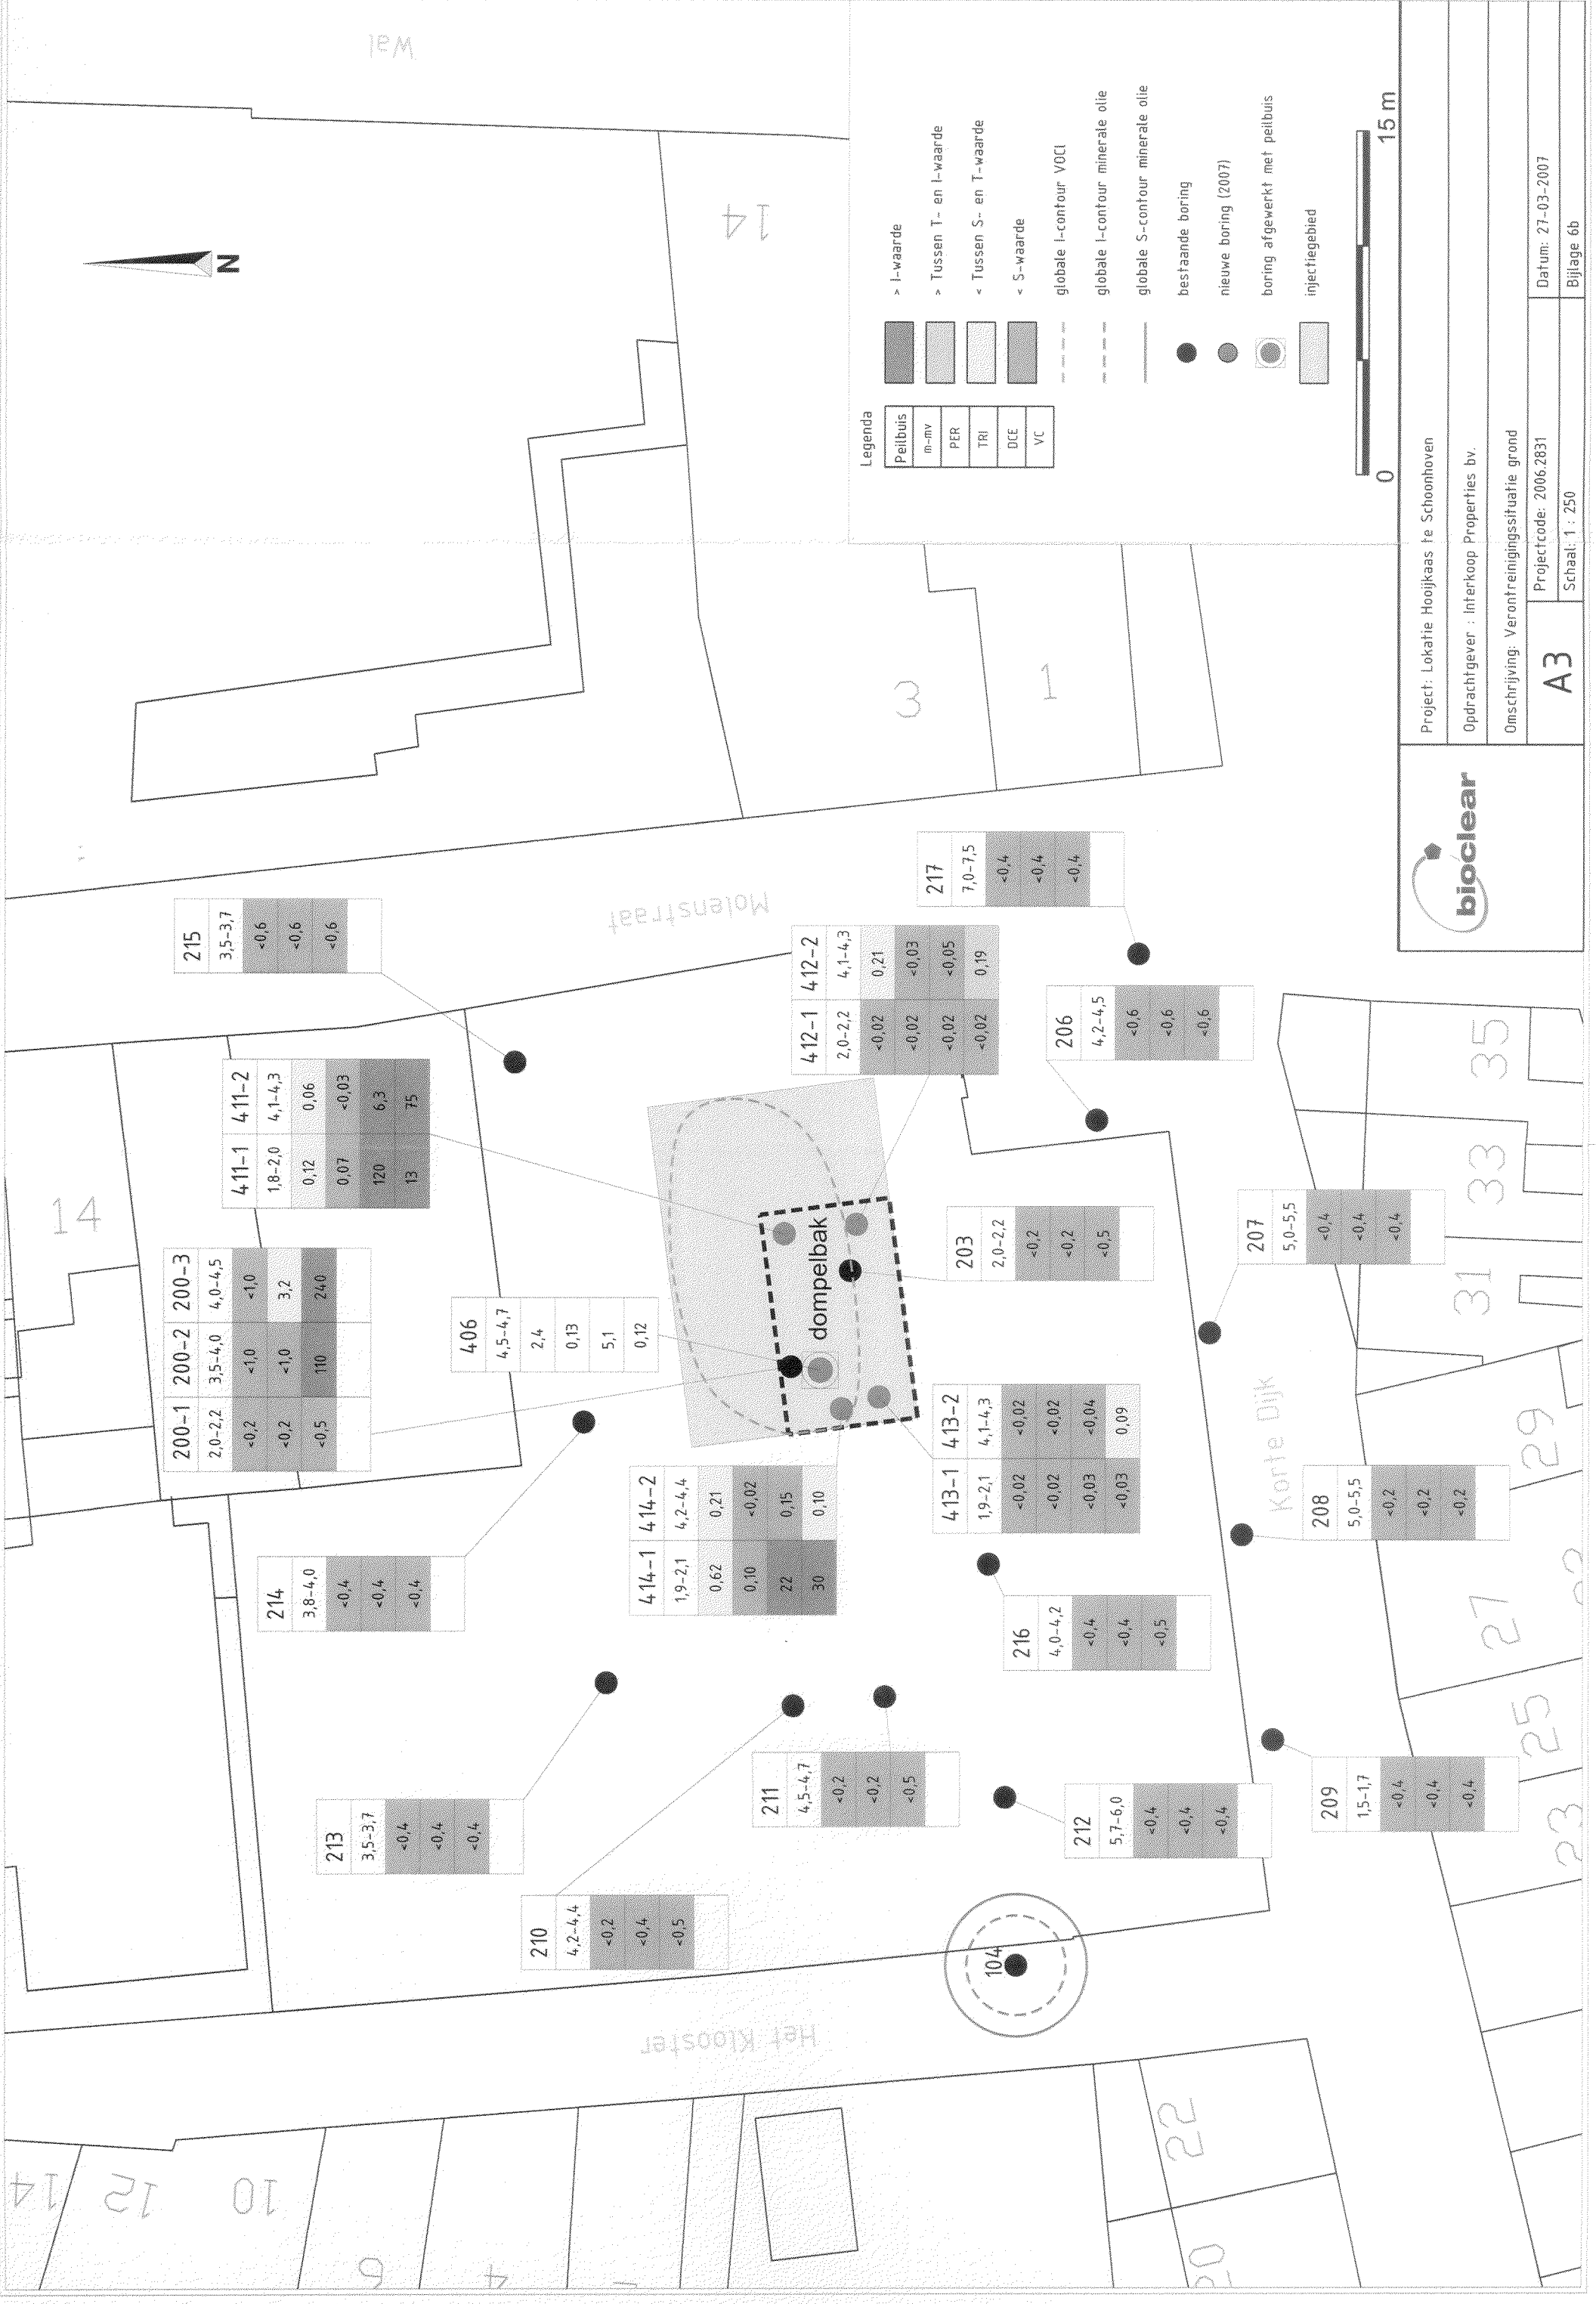 Wal
N
14
Legenda
Peilbuis
m-mv
PER
TRI
DCE
VC
> I-waarde
> Tussen T- en I-waarde
< Tussen S- en T-waarde
< S-waarde
globale I-contour VOCl
globale I-contour minerale olie
globale S-contour minerale olie
bestaande boring
nieuwe boring (2007)
boring afgewerkt met peilbuis
injectiegebied
0 15 m
Project: Lokatie Hooijkaas te Schoonhoven
Opdrachtgever : Interkoop Properties bv.
Omschrijving: Verontreinigingssituatie grond
A3
Projectcode: 2006.2831
Datum: 27-03-2007
Schaal: 1 : 250
Bijlage 6b
bioclear
3
1
Molenstraat
215
3,5-3,7
<0,6
<0,6
<0,6
217
7,0-7,5
<0,4
<0,4
<0,4
411-1 411-2
1,8-2,0 4,1-4,3
0,12 0,06
0,07 <0,03
120 6,3
13 75
412-1 412-2
2,0-2,2 4,1-4,3
<0,02 0,21
<0,02 <0,03
<0,02 <0,05
<0,02 0,19
206
4,2-4,5
<0,6
<0,6
<0,6
14
200-1 200-2 200-3
2,0-2,2 3,5-4,0 4,0-4,5
<0,2 <1,0 <1,0
<0,2 <1,0 3,2
<0,5 110 240
406
4,5-4,7
2,4
0,13
5,1
0,12
dompelbak
203
2,0-2,2
<0,2
<0,2
<0,5
207
5,0-5,5
<0,4
<0,4
<0,4
35
33
31
29
27
25
23
214
3,8-4,0
<0,4
<0,4
<0,4
414-1 414-2
1,9-2,1 4,2-4,4
0,62 0,21
0,10 <0,02
22 0,15
30 0,10
413-1 413-2
1,9-2,1 4,1-4,3
<0,02 <0,02
<0,02 <0,02
<0,03 <0,04
<0,03 0,09
Korte Dijk
208
5,0-5,5
<0,2
<0,2
<0,2
216
4,0-4,2
<0,4
<0,4
<0,5
213
3,5-3,7
<0,4
<0,4
<0,4
211
4,5-4,7
<0,2
<0,2
<0,5
212
5,7-6,0
<0,4
<0,4
<0,4
209
1,5-1,7
<0,4
<0,4
<0,4
210
4,2-4,4
<0,2
<0,4
<0,5
104
Het Klooster
14
12
10
6
4
22
20